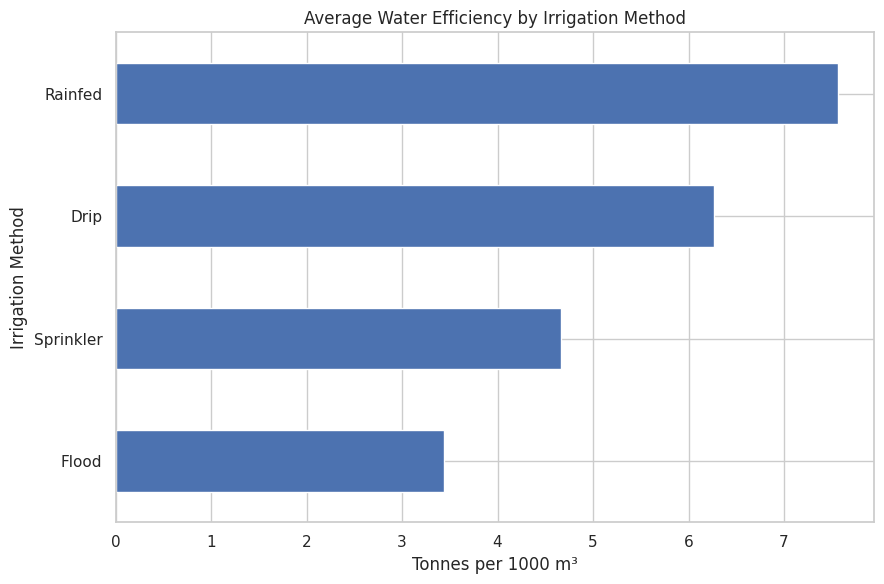 Average Water Efficiency by Irrigation Method
Irrigation Method
Rainfed
Drip
Sprinkler
Flood
0 1 2 3 4 5 6 7
Tonnes per 1000 m³